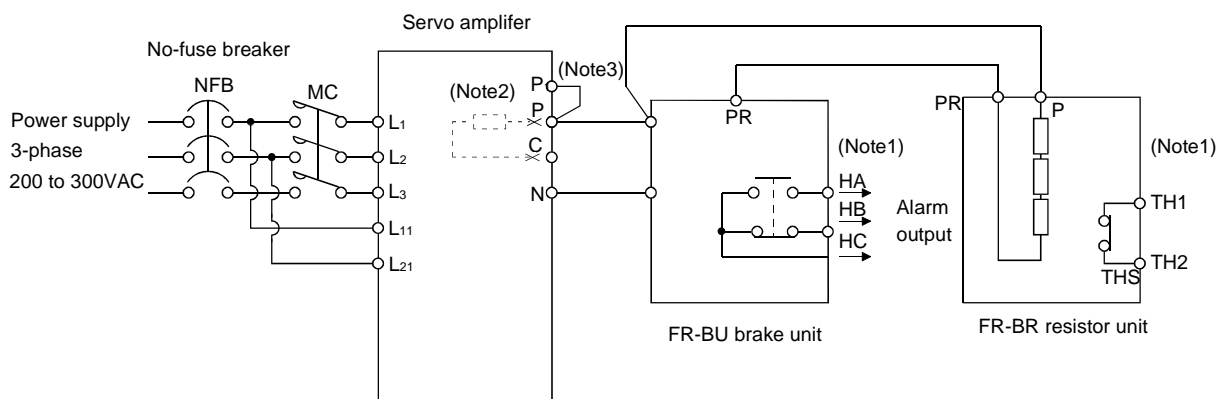 Servo amplifer
No-fuse breaker
NFB
MC
Power supply
3-phase
200 to 300VAC
L1
L2
L3
L11
L21
(Note2)
P
(Note3)
P
C
N
PR
(Note1)
HA
HB
HC
Alarm
output
FR-BU brake unit
PR
P
(Note1)
TH1
TH2
THS
FR-BR resistor unit